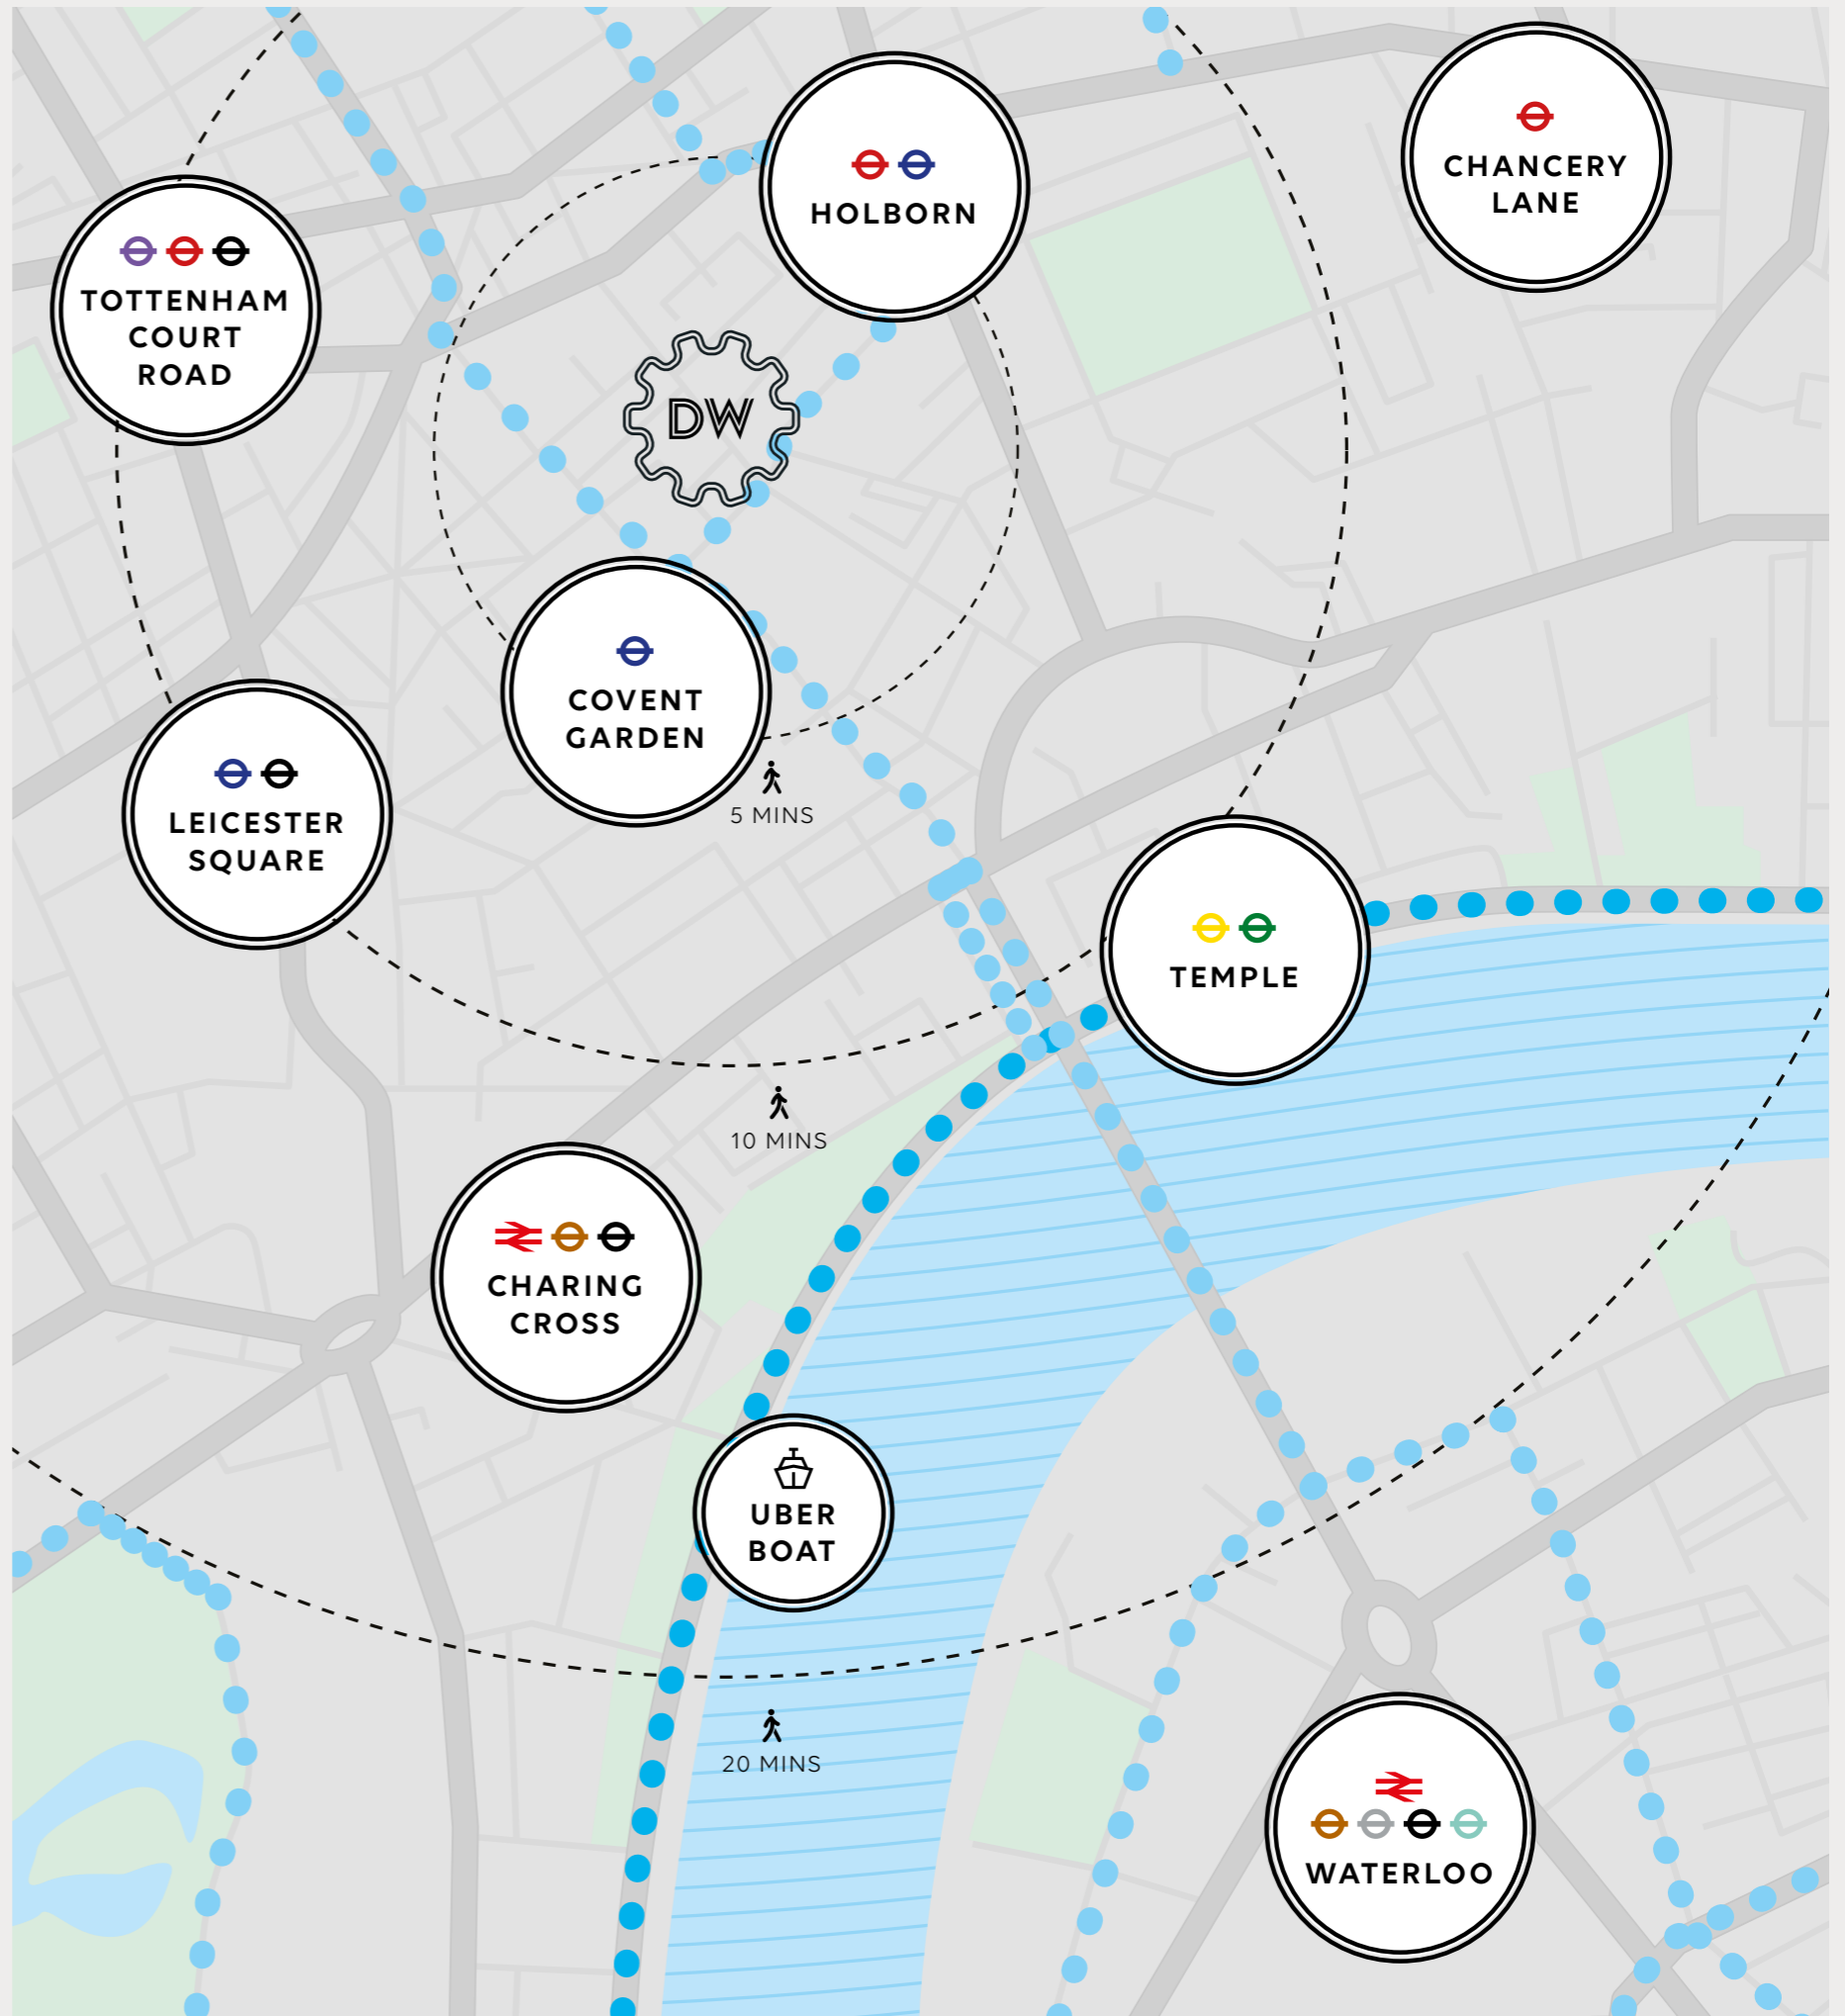 CHANCERY
LANE
HOLBORN
TOTTENHAM
COURT
ROAD
DW
COVENT
GARDEN
5 MINS
LEICESTER
SQUARE
TEMPLE
10 MINS
CHARING
CROSS
UBER
BOAT
20 MINS
WATERLOO